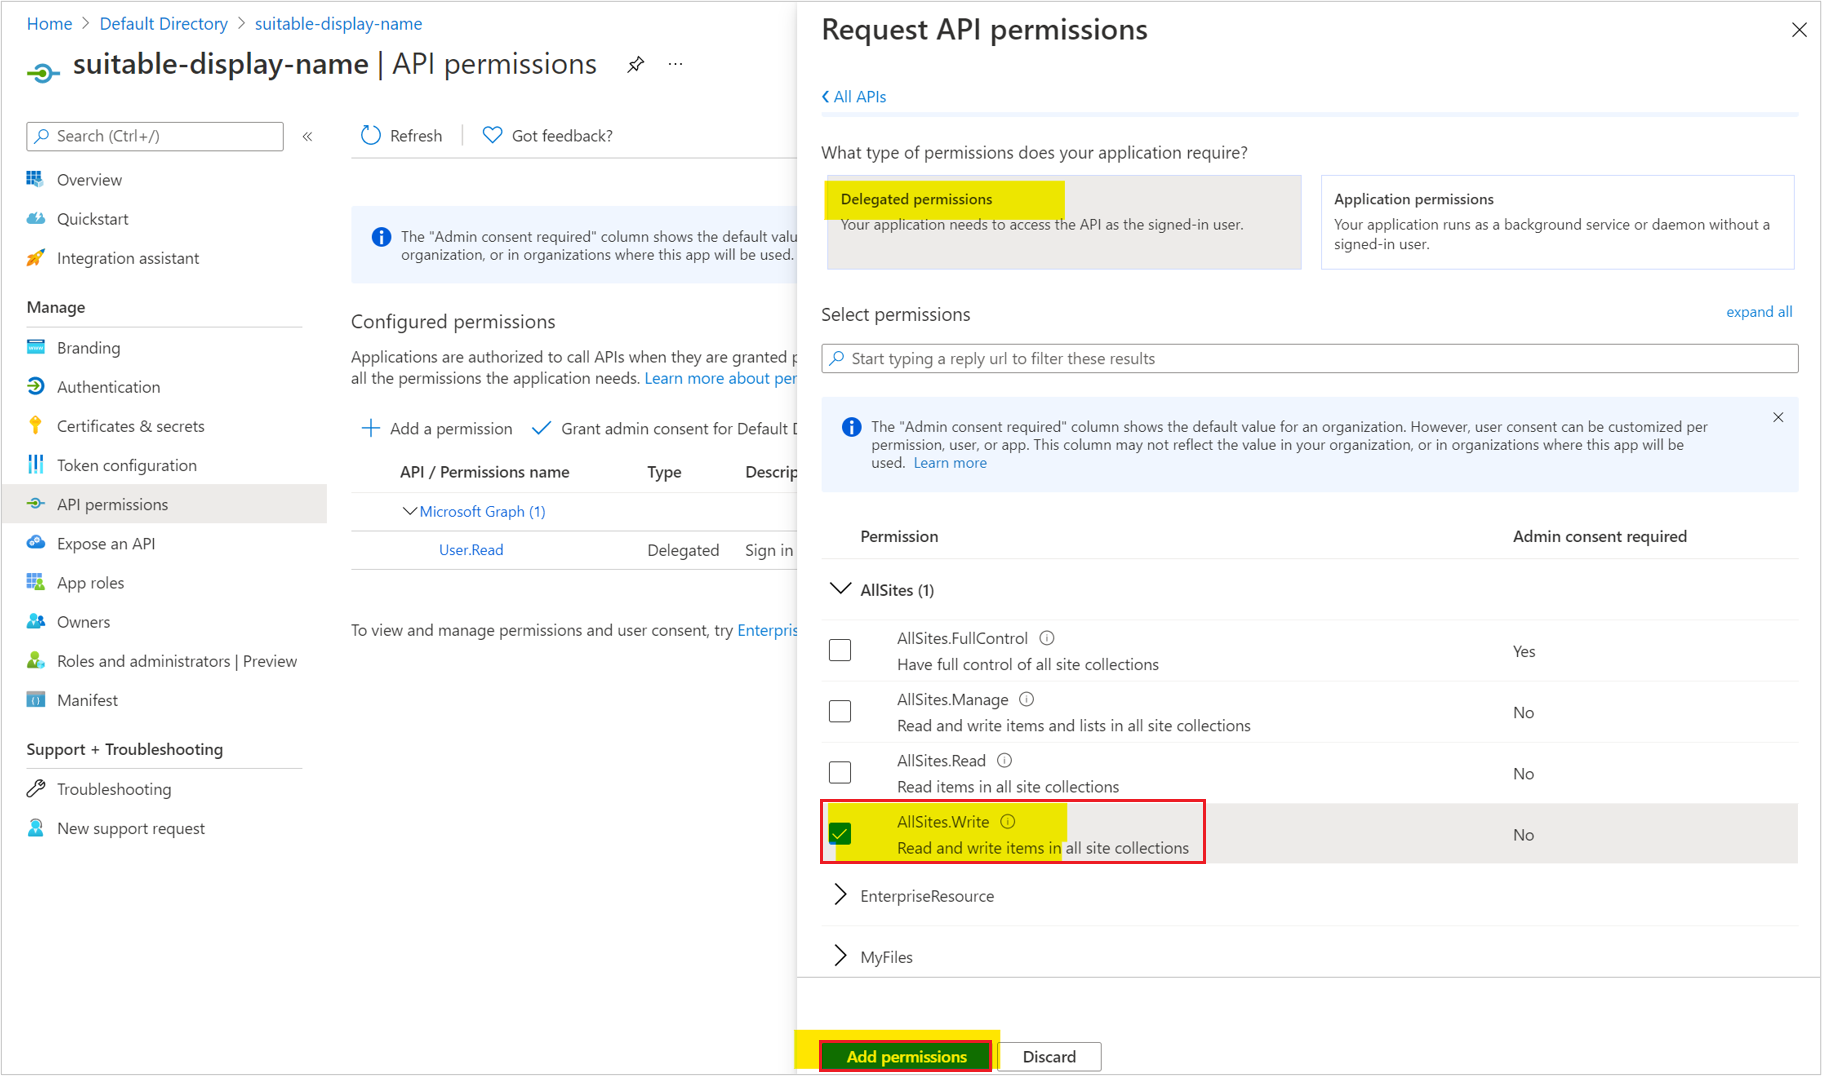 Home > Default Directory > suitable-display-name
suitable-display-name | API permissions
Search (Ctrl+/)
Overview
Quickstart
Integration assistant
Manage
Branding
Authentication
Certificates & secrets
Token configuration
API permissions
Expose an API
App roles
Owners
Roles and administrators | Preview
Manifest
Support + Troubleshooting
Troubleshooting
New support request
Refresh
Got feedback?
The "Admin consent required" column shows the default valu
organization, or in organizations where this app will be used.
Configured permissions
Applications are authorized to call APIs when they are granted p
all the permissions the application needs. Learn more about per
Add a permission
Grant admin consent for Default D
API / Permissions name Type Descrip
Microsoft Graph (1)
User.Read Delegated Sign in
To view and manage permissions and user consent, try Enterpris
Request API permissions
All APIs
What type of permissions does your application require?
Delegated permissions
Your application needs to access the API as the signed-in user.
Application permissions
Your application runs as a background service or daemon without a
signed-in user.
Select permissions
expand all
Start typing a reply url to filter these results
The "Admin consent required" column shows the default value for an organization. However, user consent can be customized per
permission, user, or app. This column may not reflect the value in your organization, or in organizations where this app will be
used. Learn more
Permission Admin consent required
AllSites (1)
AllSites.FullControl
Have full control of all site collections
Yes
AllSites.Manage
Read and write items and lists in all site collections
No
AllSites.Read
Read items in all site collections
No
AllSites.Write
Read and write items in all site collections
No
EnterpriseResource
MyFiles
Add permissions
Discard